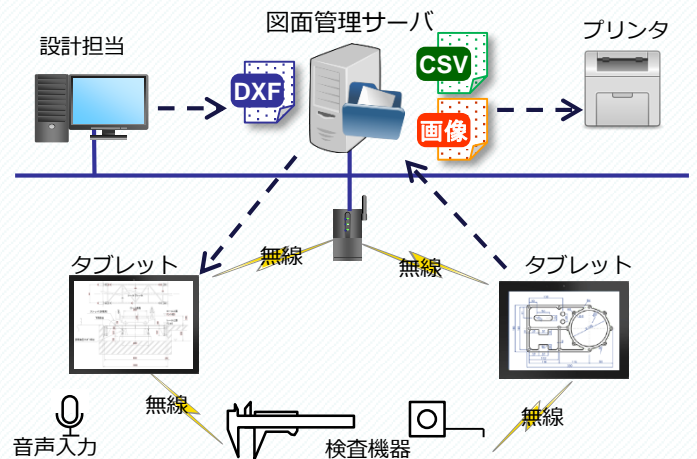 図面管理サーバ
設計担当
プリンタ
DXF
CSV
画像
無線
無線
タブレット
タブレット
無線
無線
音声入力
検査機器